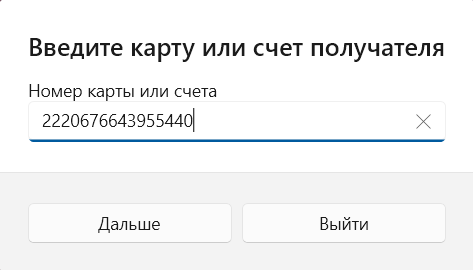 Введите карту или счет получателя
Номер карты или счета
2220676643955440
Дальше
Выйти